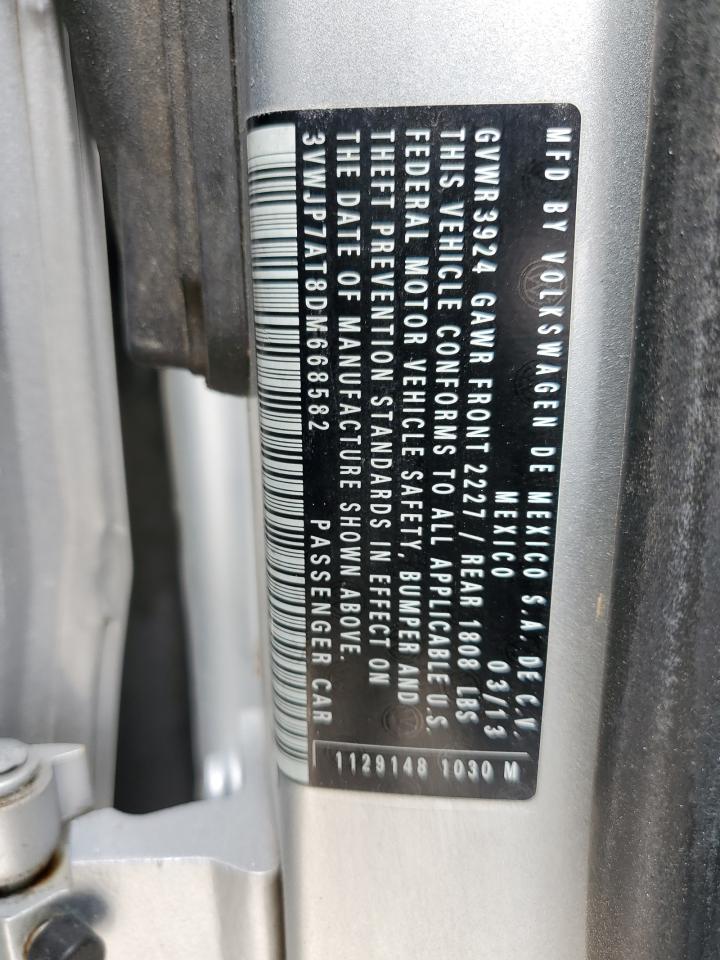 MFD BY VOLKSWAGEN DE MEXICO S.A. DE C.V.
MEXICO 03/13
GVWR 3924 GAWR FRONT 2227 / REAR 1808 LBS
THIS VEHICLE CONFORMS TO ALL APPLICABLE U.S.
FEDERAL MOTOR VEHICLE SAFETY, BUMPER AND
THEFT PREVENTION STANDARDS IN EFFECT ON
THE DATE OF MANUFACTURE SHOWN ABOVE.
3VWJP7AT8DM668582 PASSENGER CAR
1129148 1030 M